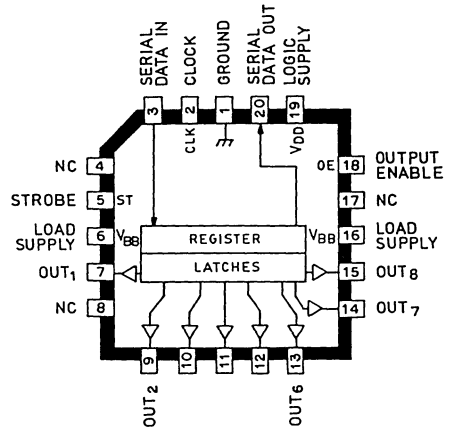 SERIAL
DATA IN
CLOCK
GROUND
SERIAL
DATA OUT
LOGIC
SUPPLY
3
2
1
20
19
CLK
VDD
NC
4
OE
18
OUTPUT
ENABLE
STROBE
5
ST
17
NC
LOAD
SUPPLY
6
VBB
REGISTER
VBB
16
LOAD
SUPPLY
OUT1
7
LATCHES
15
OUT8
NC
8
14
OUT7
9
10
11
12
13
OUT2
OUT6